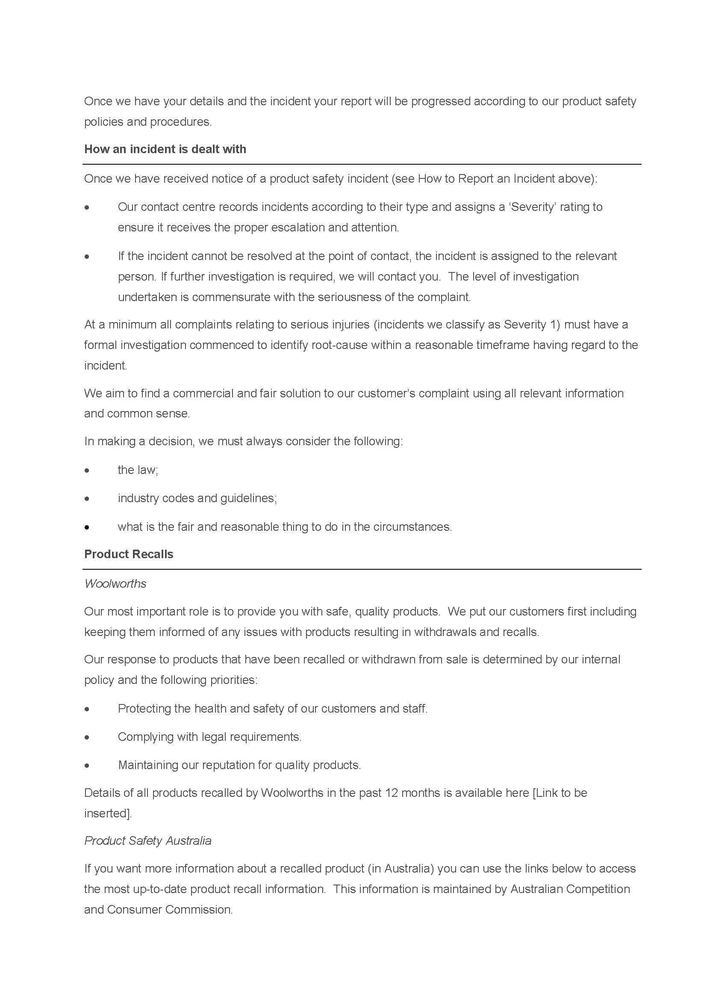 Once we have your details and the incident your report will be progressed according to our product safety
policies and procedures.
How an incident is dealt with
Once we have received notice of a product safety incident (see How to Report an Incident above):
• Our contact centre records incidents according to their type and assigns a ‘Severity’ rating to
ensure it receives the proper escalation and attention.
• If the incident cannot be resolved at the point of contact, the incident is assigned to the relevant
person. If further investigation is required, we will contact you.  The level of investigation
undertaken is commensurate with the seriousness of the complaint.
At a minimum all complaints relating to serious injuries (incidents we classify as Severity 1) must have a
formal investigation commenced to identify root-cause within a reasonable timeframe having regard to the
incident.
We aim to find a commercial and fair solution to our customer’s complaint using all relevant information
and common sense.
In making a decision, we must always consider the following:
• the law;
• industry codes and guidelines;
• what is the fair and reasonable thing to do in the circumstances.
Product Recalls
Woolworths
Our most important role is to provide you with safe, quality products.  We put our customers first including
keeping them informed of any issues with products resulting in withdrawals and recalls.
Our response to products that have been recalled or withdrawn from sale is determined by our internal
policy and the following priorities:
• Protecting the health and safety of our customers and staff.
• Complying with legal requirements.
• Maintaining our reputation for quality products.
Details of all products recalled by Woolworths in the past 12 months is available here [Link to be
inserted].
Product Safety Australia
If you want more information about a recalled product (in Australia) you can use the links below to access
the most up-to-date product recall information.  This information is maintained by Australian Competition
and Consumer Commission.